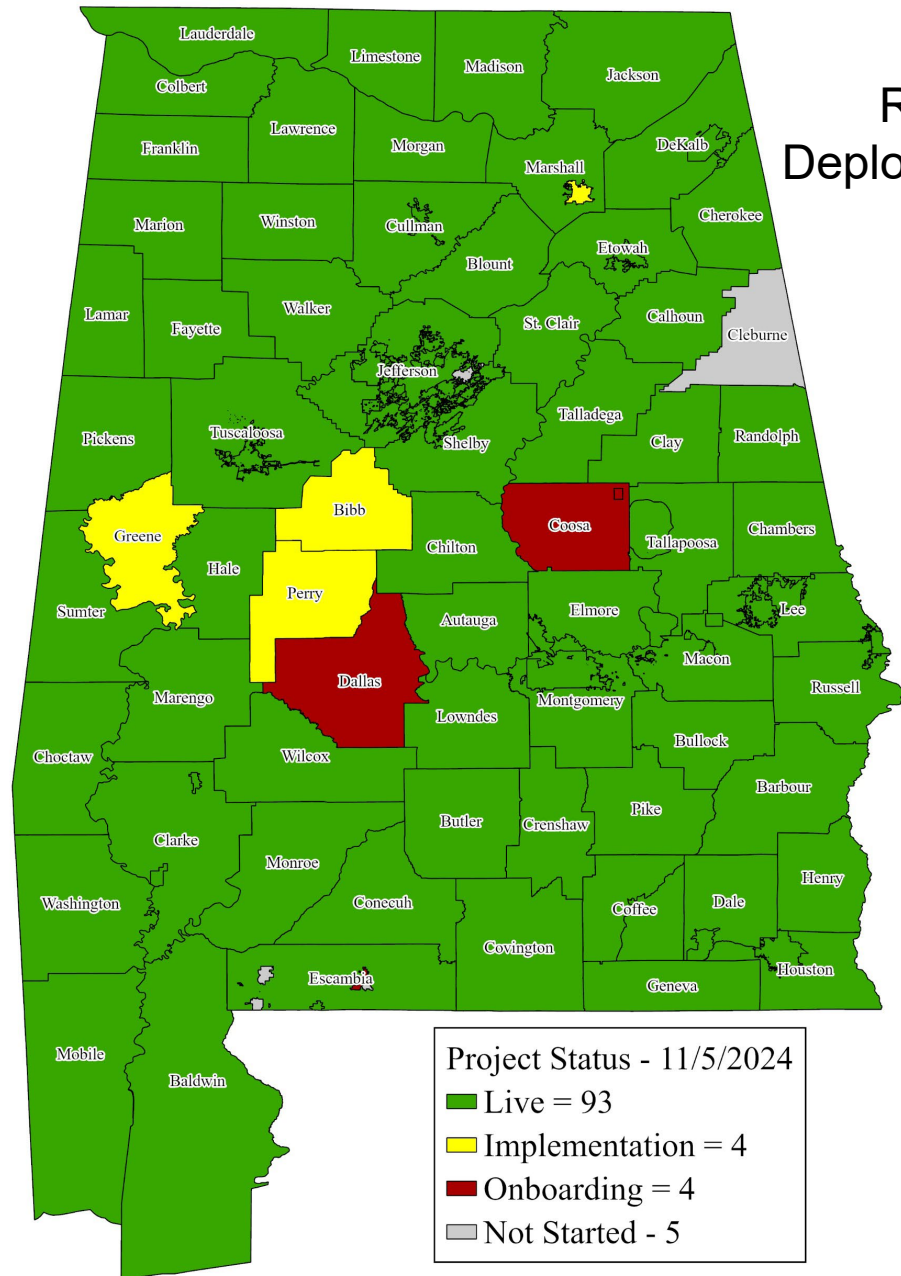 R
Deplo
Lauderdale
Limestone
Madison
Jackson
Colbert
Lawrence
Franklin
Morgan
DeKalb
Marshall
Cherokee
Marion
Winston
Cullman
Etowah
Blount
Lamar
Fayette
Walker
St. Clair
Calhoun
Cleburne
Jefferson
Talladega
Pickens
Tuscaloosa
Shelby
Clay
Randolph
Greene
Bibb
Coosa
Chambers
Chilton
Tallapoosa
Hale
Perry
Sumter
Autauga
Elmore
Lee
Macon
Dallas
Russell
Marengo
Lowndes
Montgomery
Bullock
Choctaw
Wilcox
Barbour
Butler
Crenshaw
Pike
Clarke
Monroe
Henry
Washington
Conecuh
Coffee
Dale
Covington
Escambia
Houston
Geneva
Mobile
Baldwin
Project Status - 11/5/2024
Live = 93
Implementation = 4
Onboarding = 4
Not Started - 5